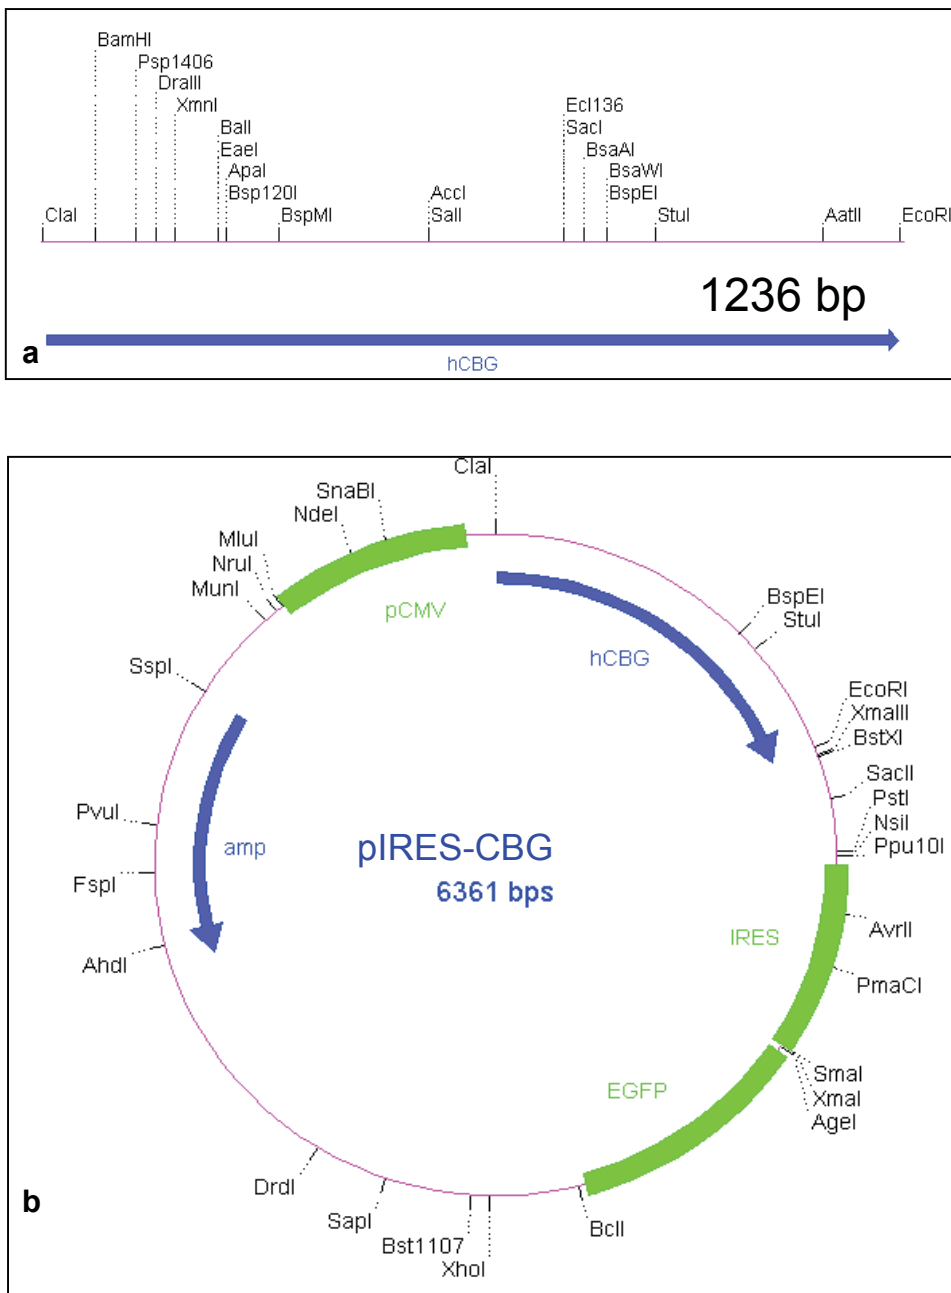 BamHI
Psp1406
DraIII
XmnI
BalI
EaeI
ApaI
Bsp120I
ClaI
BspMI
AccI
SalI
Ecl136
SacI
BsaAI
BsaWI
BspEI
StuI
AatII
EcoRI
1236 bp
a
hCBG
ClaI
SnaBI
NdeI
MluI
NruI
MunI
pCMV
hCBG
BspEI
StuI
SspI
EcoRI
XmaIII
BstXI
SacII
PstI
NsiI
Ppu10I
PvuI
amp
FspI
pIRES-CBG
6361 bps
AhdI
IRES
AvrII
PmaCI
EGFP
SmaI
XmaI
AgeI
DrdI
SapI
Bst1107
XhoI
BclI
b